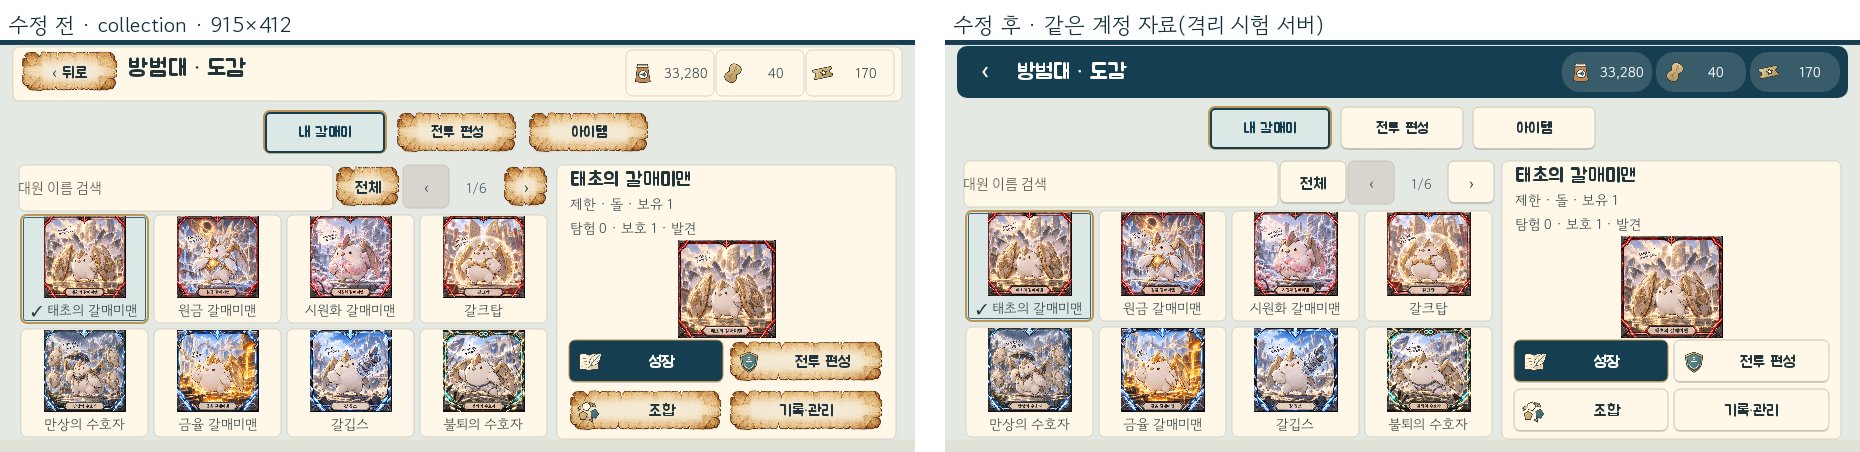 수정 전 · collection · 915×412
‹ 뒤로
방범대 · 도감
33,280
40
170
내 갈매미
전투 편성
아이템
대원 이름 검색
전체
‹
1/6
›
✓ 태초의 갈매미맨
원금 갈매미맨
시원화 갈매미맨
갈크탑
만상의 수호자
금율 갈매미맨
갈깁스
불퇴의 수호자
태초의 갈매미맨
제한 · 돌 · 보유 1
탐험 0 · 보호 1 · 발견
성장
전투 편성
조합
기록·관리
수정 후 · 같은 계정 자료(격리 시험 서버)
‹
방범대 · 도감
33,280
40
170
내 갈매미
전투 편성
아이템
대원 이름 검색
전체
‹
1/6
›
✓ 태초의 갈매미맨
원금 갈매미맨
시원화 갈매미맨
갈크탑
만상의 수호자
금율 갈매미맨
갈깁스
불퇴의 수호자
태초의 갈매미맨
제한 · 돌 · 보유 1
탐험 0 · 보호 1 · 발견
성장
전투 편성
조합
기록·관리